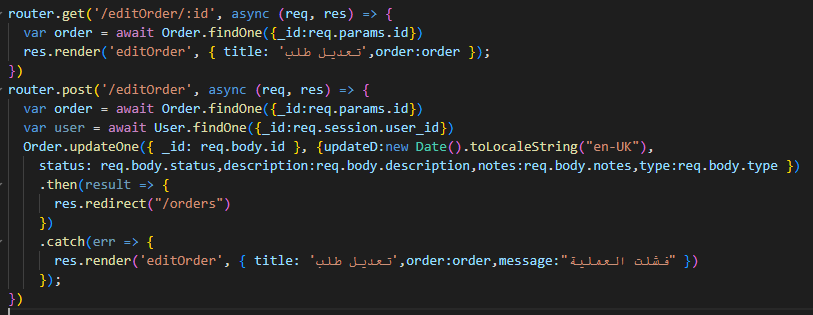 router.get('/editOrder/:id', async (req, res) => {
var order = await Order.findOne({_id:req.params.id})
res.render('editOrder', { title: 'تعديل طلب',order:order });
})
router.post('/editOrder', async (req, res) => {
var order = await Order.findOne({_id:req.params.id})
var user = await User.findOne({_id:req.session.user_id})
Order.updateOne({ _id: req.body.id }, {updateD:new Date().toLocaleString("en-UK"),
status: req.body.status,description:req.body.description,notes:req.body.notes,type:req.body.type })
.then(result => {
res.redirect("/orders")
})
.catch(err => {
res.render('editOrder', { title: 'تعديل طلب',order:order,message:"فشلت العملية" })
});
})